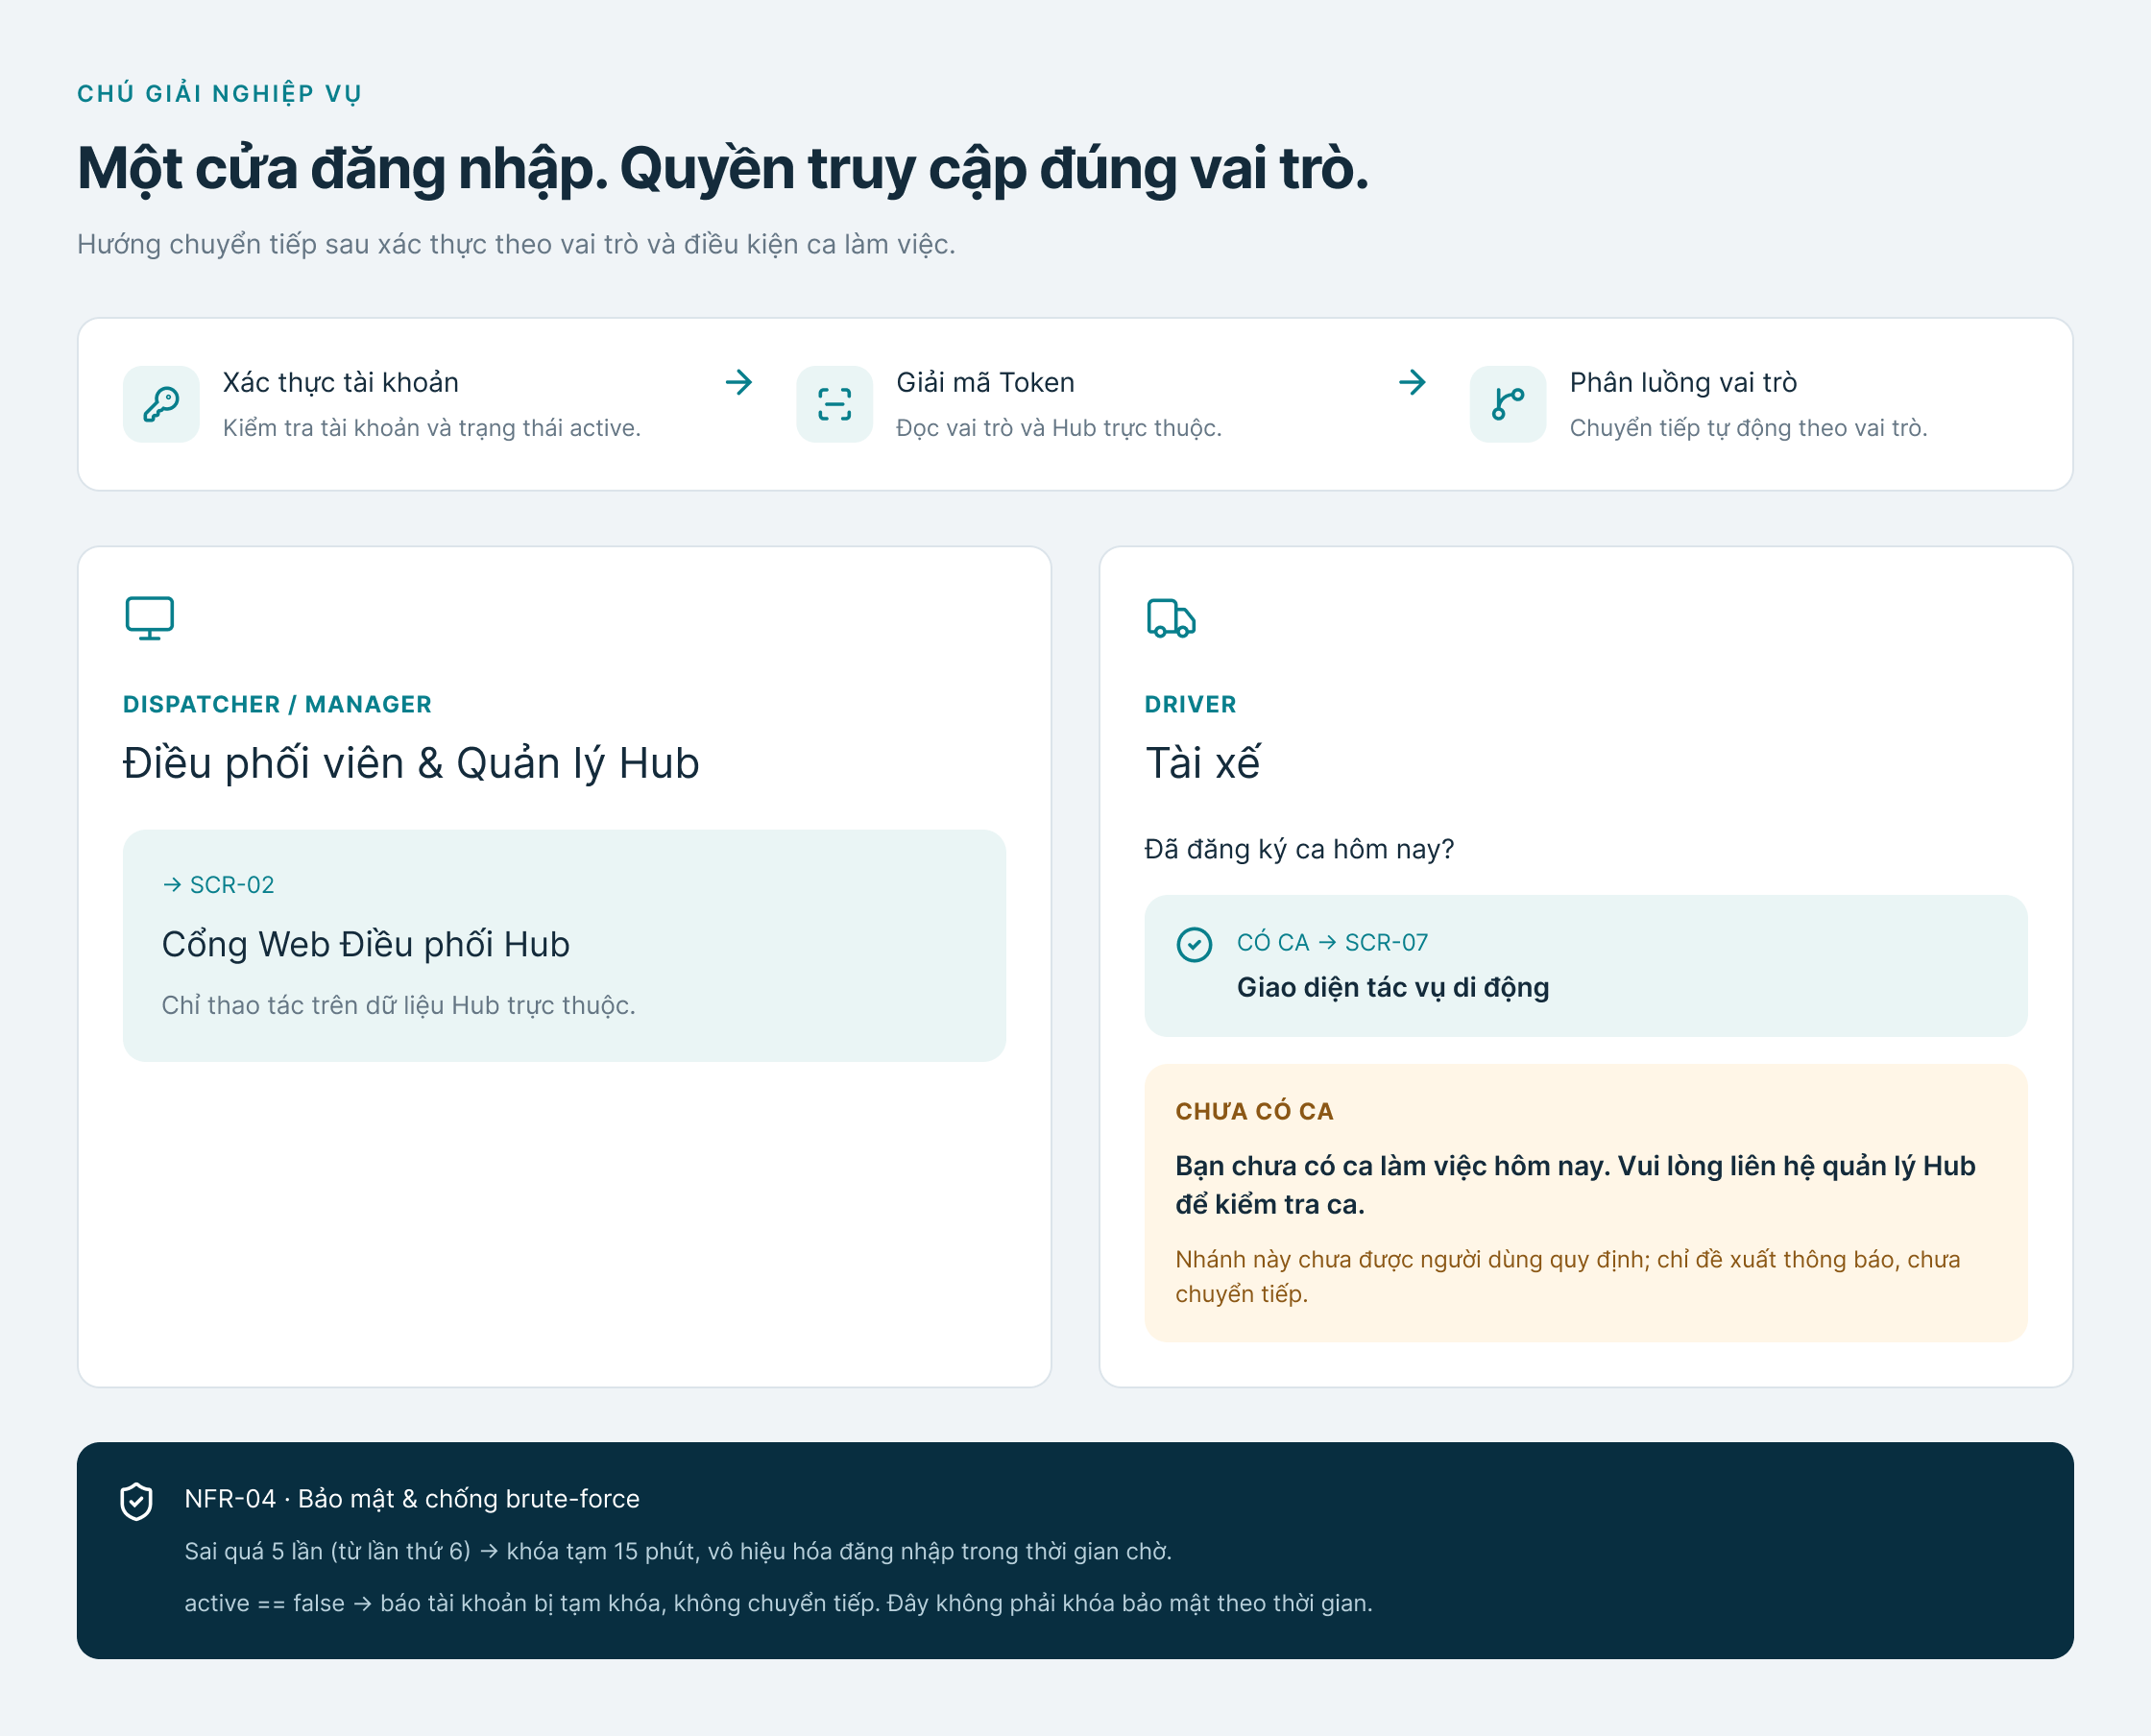 CHÚ GIẢI NGHIỆP VỤ
Một cửa đăng nhập. Quyền truy cập đúng vai trò.
Hướng chuyển tiếp sau xác thực theo vai trò và điều kiện ca làm việc.
Xác thực tài khoản
Kiểm tra tài khoản và trạng thái active.
→
Giải mã Token
Đọc vai trò và Hub trực thuộc.
→
Phân luồng vai trò
Chuyển tiếp tự động theo vai trò.
DISPATCHER / MANAGER
Điều phối viên & Quản lý Hub
→ SCR-02
Cổng Web Điều phối Hub
Chỉ thao tác trên dữ liệu Hub trực thuộc.
DRIVER
Tài xế
Đã đăng ký ca hôm nay?
CÓ CA → SCR-07
Giao diện tác vụ di động
CHƯA CÓ CA
Bạn chưa có ca làm việc hôm nay. Vui lòng liên hệ quản lý Hub
để kiểm tra ca.
Nhánh này chưa được người dùng quy định; chỉ đề xuất thông báo, chưa
chuyển tiếp.
NFR-04 · Bảo mật & chống brute-force
Sai quá 5 lần (từ lần thứ 6) → khóa tạm 15 phút, vô hiệu hóa đăng nhập trong thời gian chờ.
active == false → báo tài khoản bị tạm khóa, không chuyển tiếp. Đây không phải khóa bảo mật theo thời gian.